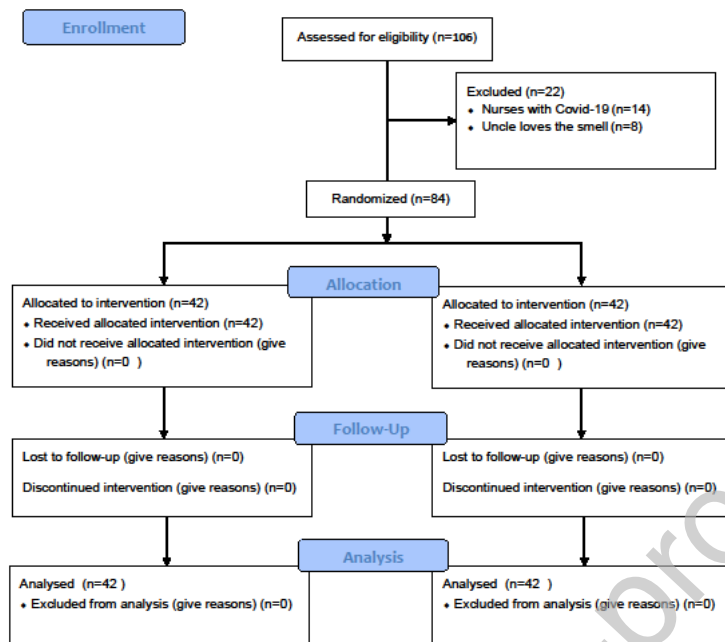 Enrollment
Assessed for eligibility (n=106)
Excluded (n=22)
⬥ Nurses with Covid-19 (n=14)
⬥ Uncle loves the smell (n=8)
Randomized (n=84)
Allocation
Allocated to intervention (n=42)
⬥ Received allocated intervention (n=42)
⬥ Did not receive allocated intervention (give
reasons) (n=0 )
Allocated to intervention (n=42)
⬥ Received allocated intervention (n=42)
⬥ Did not receive allocated intervention (give
reasons) (n=0 )
Follow-Up
Lost to follow-up (give reasons) (n=0)
Discontinued intervention (give reasons) (n=0)
Lost to follow-up (give reasons) (n=0)
Discontinued intervention (give reasons) (n=0)
Analysis
Analysed (n=42 )
⬥ Excluded from analysis (give reasons) (n=0)
Analysed (n=42 )
⬥ Excluded from analysis (give reasons) (n=0)